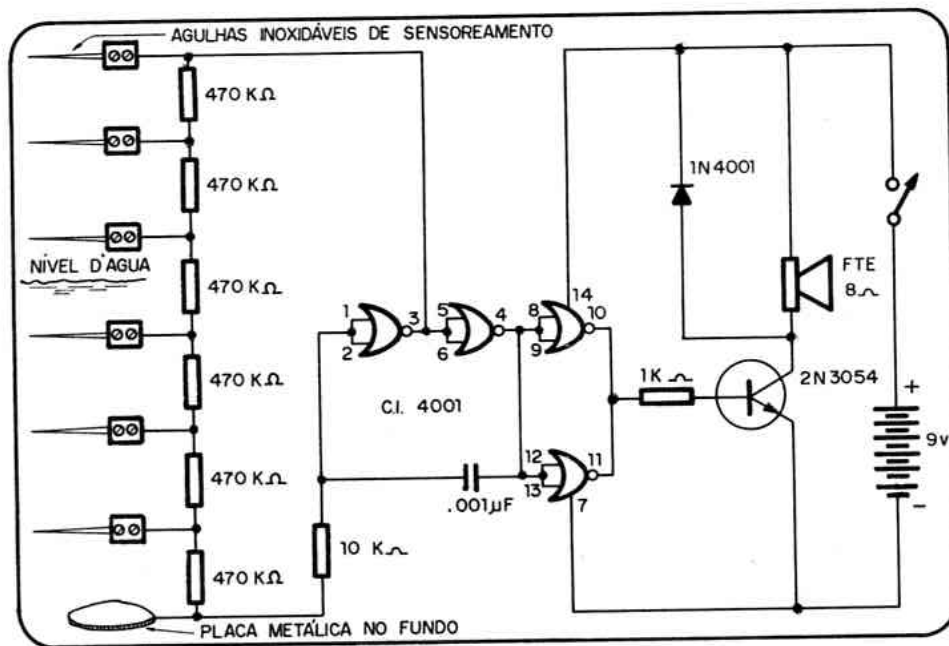 AGULHAS INOXIDÁVEIS DE SENSOREAMENTO
470 KΩ
470 KΩ
NÍVEL D'AGUA
470 KΩ
470 KΩ
470 KΩ
470 KΩ
PLACA METÁLICA NO FUNDO
1
2
3
5
6
4
8
9
14
10
C.I. 4001
12
13
11
7
.001µF
10 KΩ
1KΩ
1N4001
FTE
8Ω
2N3054
+
9v
-